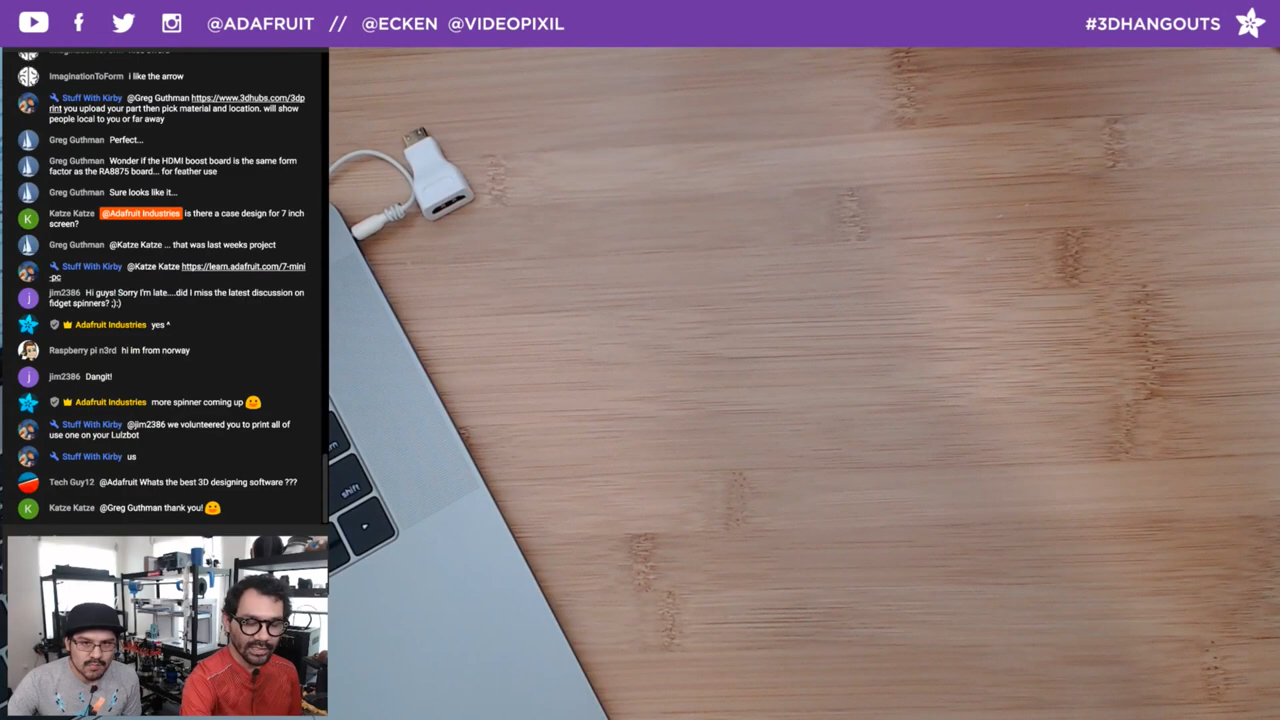 @ADAFRUIT // @ECKEN @VIDEOPIXIL
#3DHANGOUTS
ImaginationToForm i like the arrow
Stuff With Kirby @Greg Guthman https://www.3dhubs.com/3dp
rint you upload your part then pick material and location. will show
people local to you or far away
Greg Guthman Perfect...
Greg Guthman Wonder if the HDMI boost board is the same form
factor as the RA8875 board... for feather use
Greg Guthman Sure looks like it...
Katze Katze @Adafruit Industries is there a case design for 7 inch
screen?
Greg Guthman @Katze Katze ... that was last weeks project
Stuff With Kirby @Katze Katze https://learn.adafruit.com/7-mini
-pc
jim2386 Hi guys! Sorry I'm late....did I miss the latest discussion on
fidget spinners? ;):)
Adafruit Industries yes ^
Raspberry pi n3rd hi im from norway
jim2386 Dangit!
Adafruit Industries more spinner coming up
Stuff With Kirby @jim2386 we volunteered you to print all of
use one on your Lulzbot
Stuff With Kirby us
Tech Guy12 @Adafruit Whats the best 3D designing software ???
Katze Katze @Greg Guthman thank you!
shift